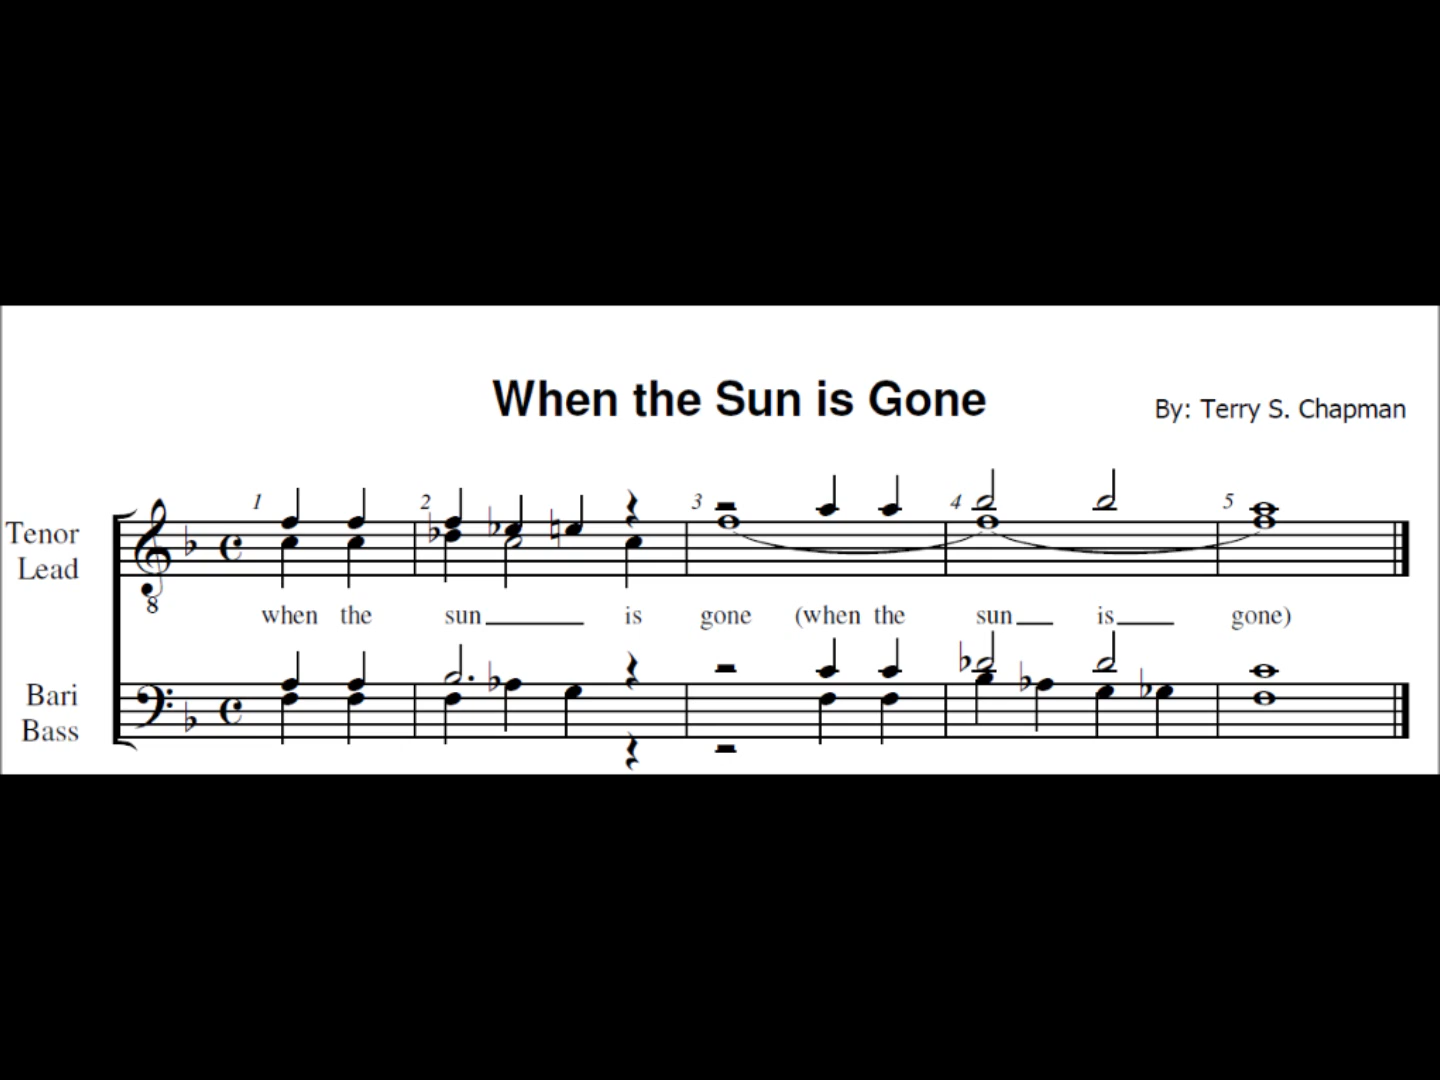 When the Sun is Gone
By: Terry S. Chapman
1 2 3 4 5
Tenor
Lead
8
when the sun is gone (when the sun is gone)
Bari
Bass